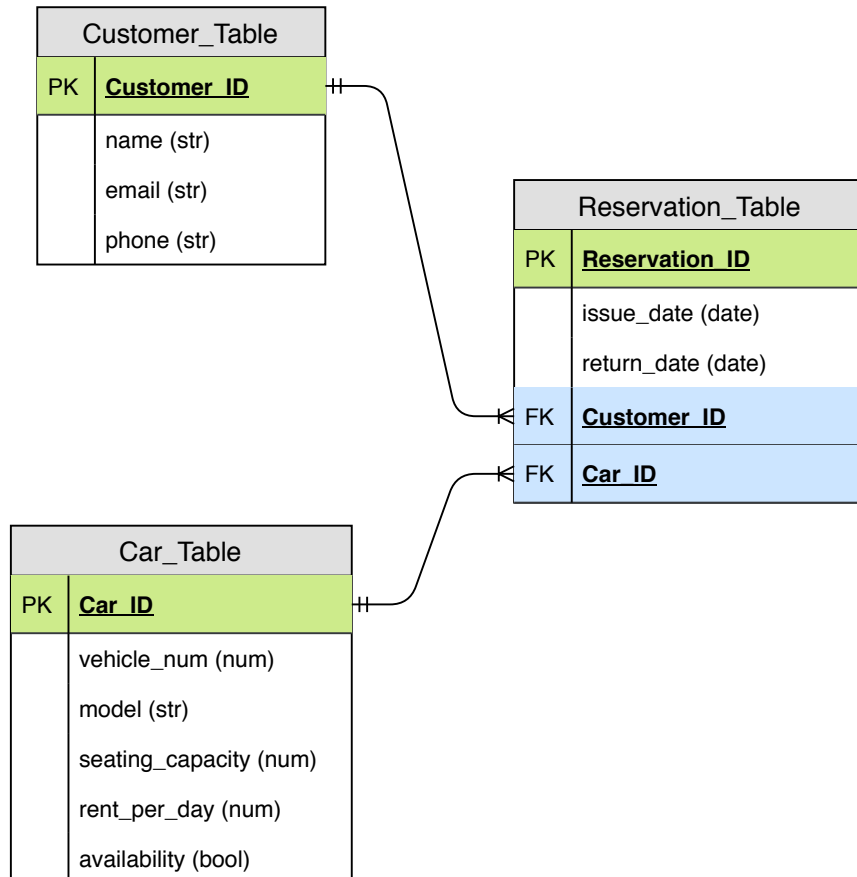 Customer_Table
PK Customer_ID
name (str)
email (str)
phone (str)
Reservation_Table
PK Reservation_ID
issue_date (date)
return_date (date)
FK Customer_ID
FK Car_ID
Car_Table
PK Car_ID
vehicle_num (num)
model (str)
seating_capacity (num)
rent_per_day (num)
availability (bool)